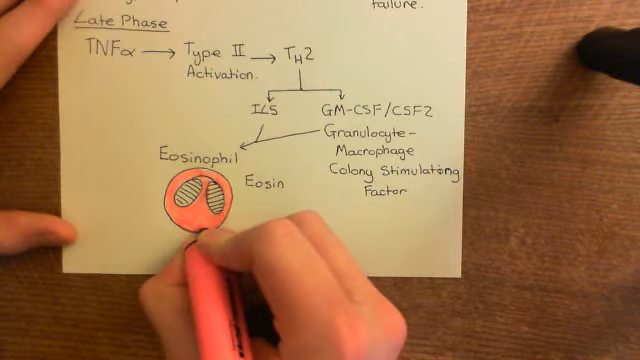 failure.
Late Phase
TNFα → Type II → TH2
Activation.
IL5 GM-CSF/CSF2
Granulocyte-
Macrophage
Colony Stimulating
Factor
Eosinophil
Eosin